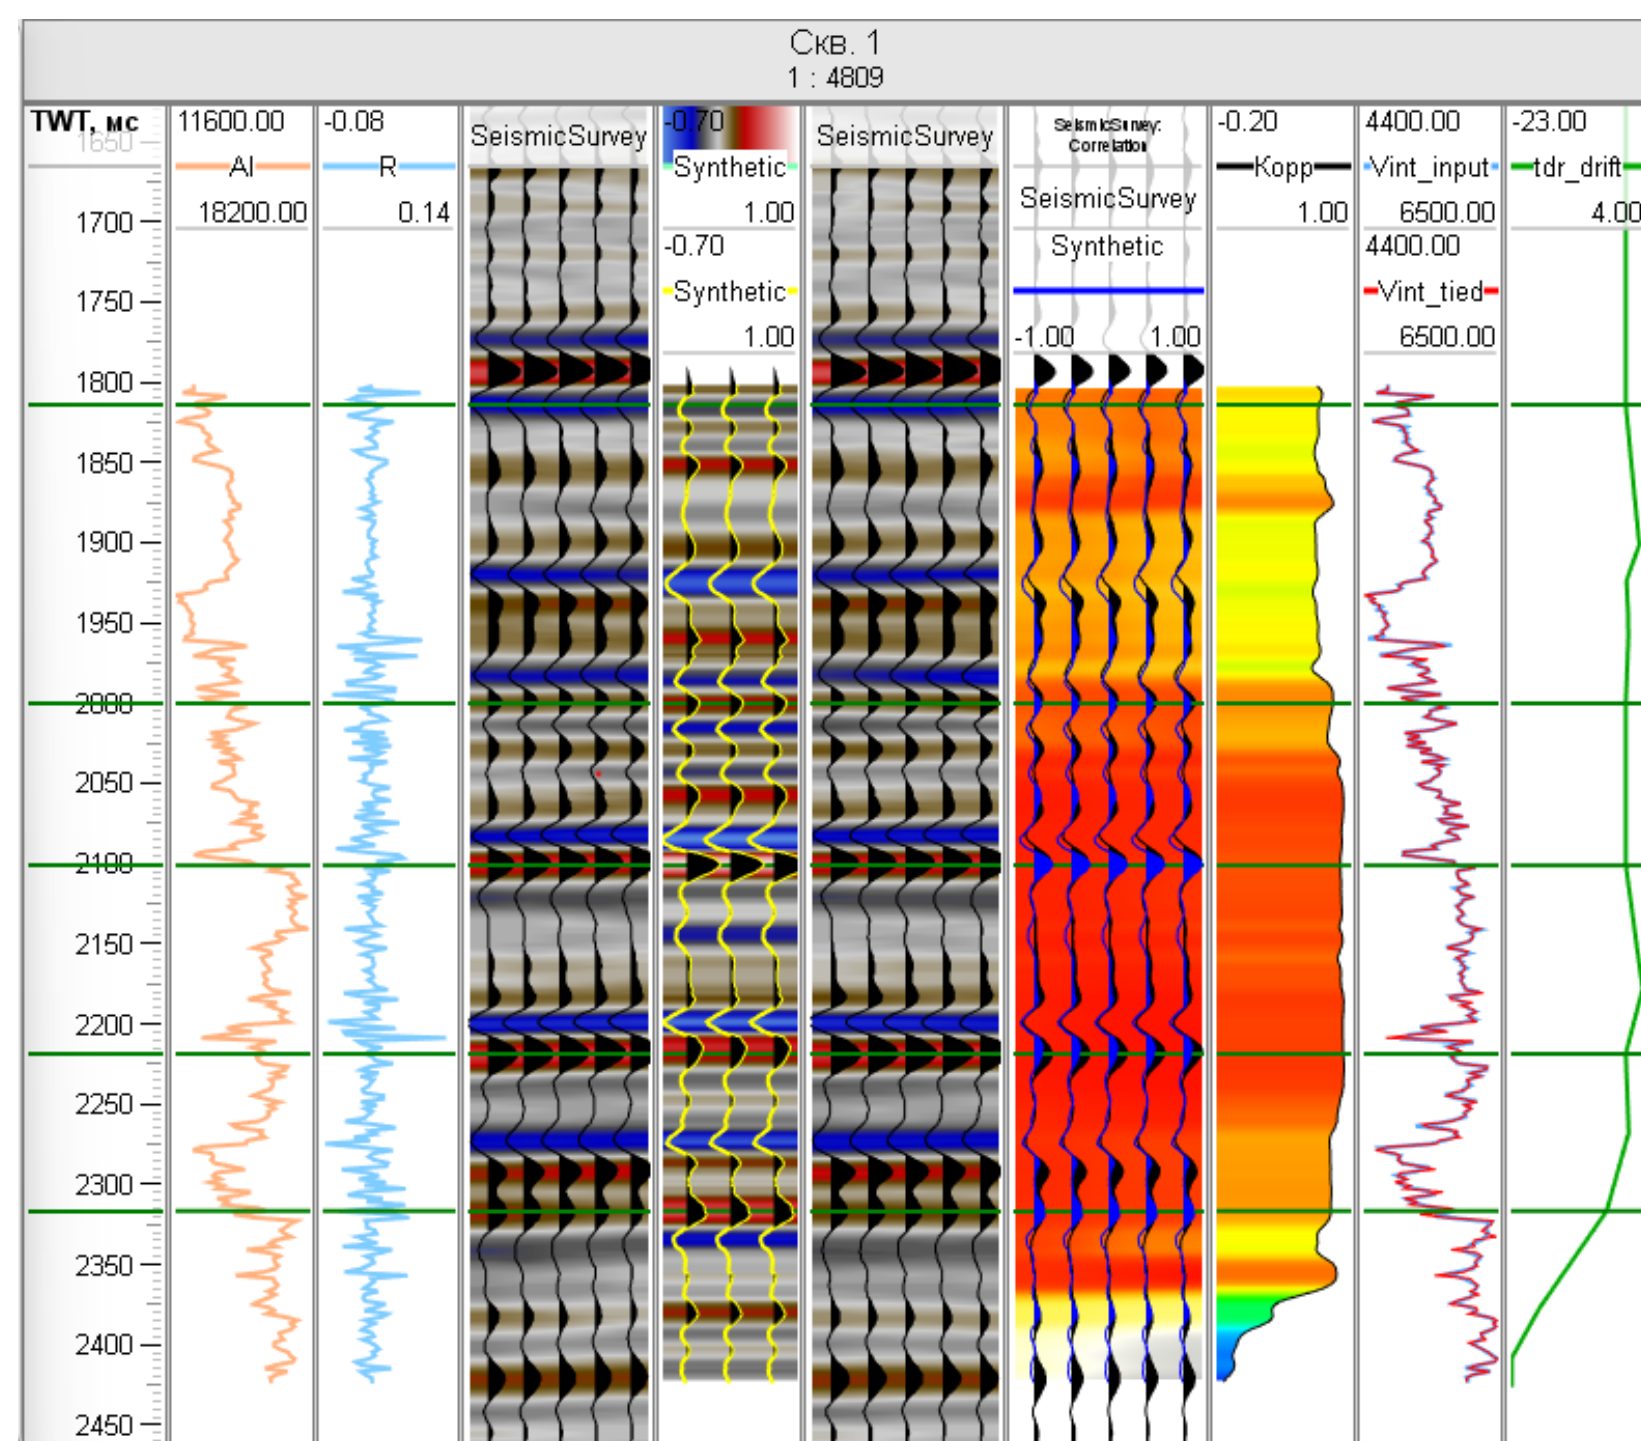 Скв. 1
1 : 4809
TWT, мс
1650
1700
1750
1800
1850
1900
1950
2000
2050
2100
2150
2200
2250
2300
2350
2400
2450
11600.00
AI
18200.00
-0.08
R
0.14
SeismicSurvey
-0.70
Synthetic
1.00
-0.70
Synthetic
1.00
SeismicSurvey
SeismicSurvey:
Correlation
SeismicSurvey
Synthetic
-1.00 1.00
-0.20
Kopp
1.00
4400.00
Vint_input
6500.00
4400.00
Vint_tied
6500.00
-23.00
tdr_drift
4.00